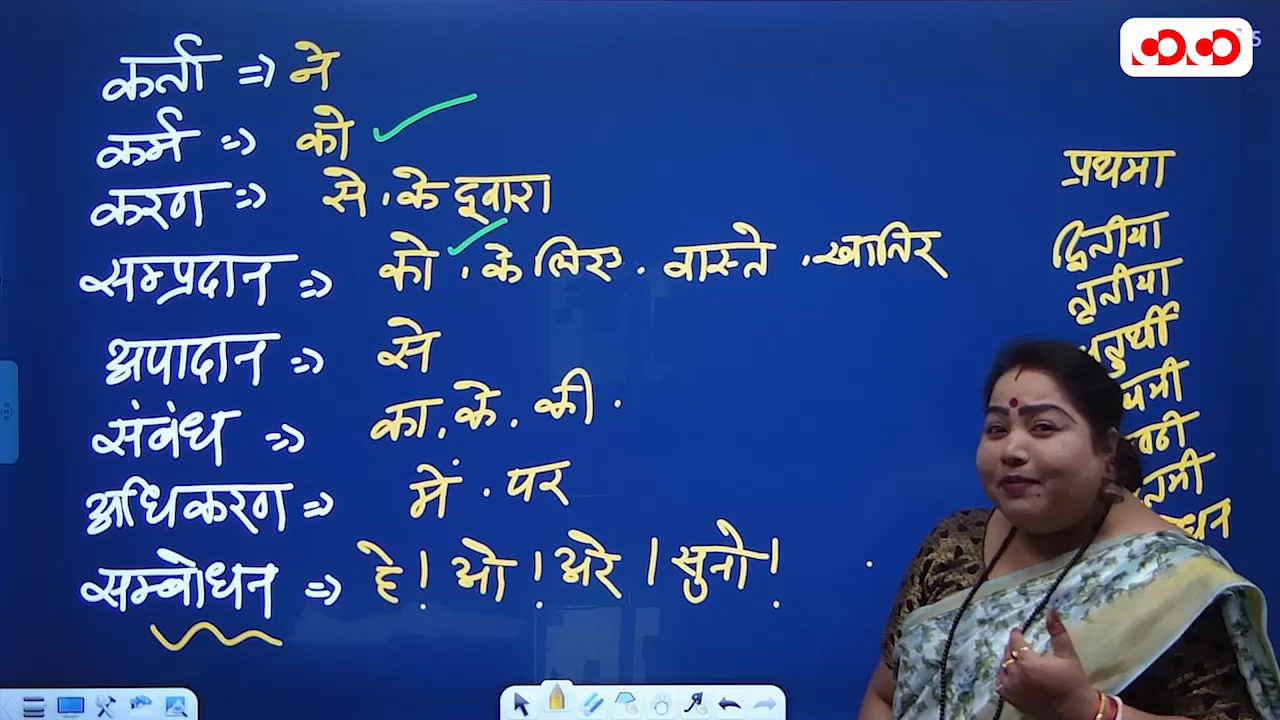 कर्ता => ने
कर्म => को
करण => से, के द्वारा
सम्प्रदान => को, के लिए, वास्ते, खातिर
अपादान => से
संबंध => का, के, की.
अधिकरण => में, पर
सम्बोधन => हे! ओ! अरे! सुनो!
प्रथमा
द्वितीया
तृतीया